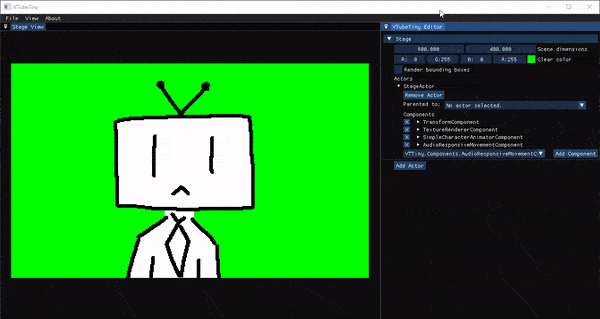 VTubeTiny
File View About
Stage View
VTubeTiny Editor
Stage
800.000 480.000 Scene dimensions
R: 0 G:255 B: 0 A:255 Clear color
Render bounding boxes
Actors
StageActor
Remove Actor
Parented to: No actor selected.
Components
X TransformComponent
X TextureRendererComponent
X SimpleCharacterAnimatorComponent
X AudioResponsiveMovementComponent
VTTiny.Components.AudioResponsiveMovementC Add Component
Add Actor